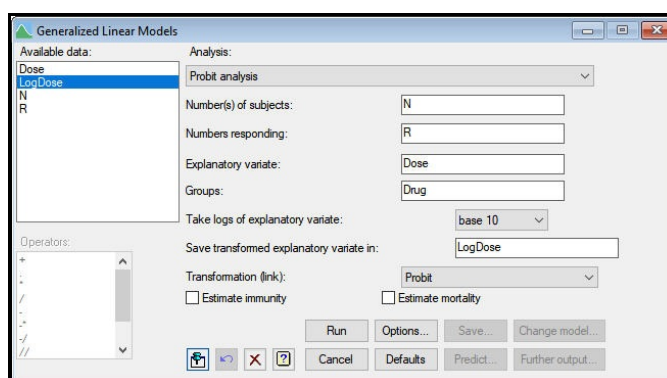 Generalized Linear Models
Available data:
Dose
LogDose
N
R
Operators:
+
.
/
-
-*
-/
//
Analysis:
Probit analysis
Number(s) of subjects:
N
Numbers responding:
R
Explanatory variate:
Dose
Groups:
Drug
Take logs of explanatory variate:
base 10
Save transformed explanatory variate in:
LogDose
Transformation (link):
Probit
Estimate immunity
Estimate mortality
Run
Options...
Save...
Change model...
Cancel
Defaults
Predict...
Further output...